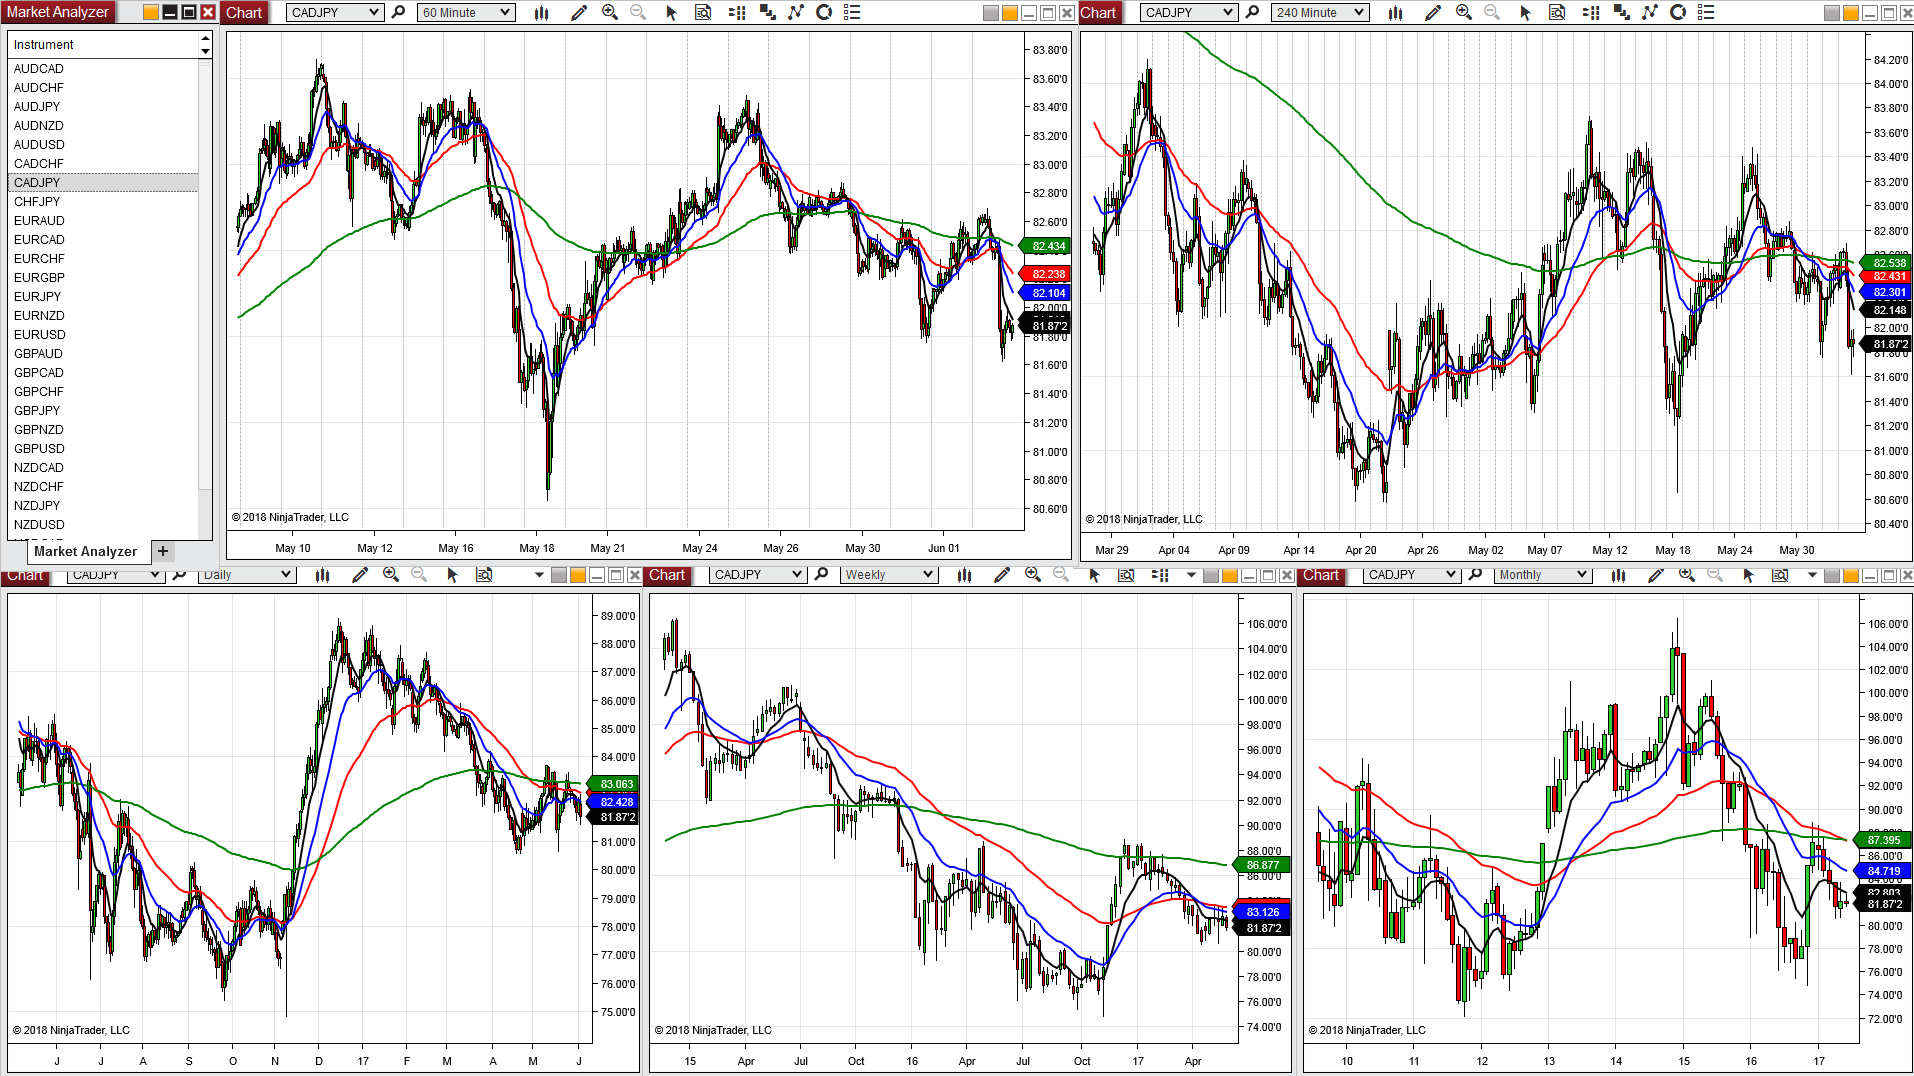 Market Analyzer
Instrument
AUDCAD
AUDCHF
AUDJPY
AUDNZD
AUDUSD
CADCHF
CADJPY
CHFJPY
EURAUD
EURCAD
EURCHF
EURGBP
EURJPY
EURNZD
EURUSD
GBPAUD
GBPCAD
GBPCHF
GBPJPY
GBPNZD
GBPUSD
NZDCAD
NZDCHF
NZDJPY
NZDUSD
Market Analyzer +
Chart CADJPY 60 Minute
83.80'0
83.60'0
83.40'0
83.20'0
83.00'0
82.80'0
82.60'0
82.434
82.238
82.104
82.00'0
81.87'2
81.80'0
81.60'0
81.40'0
81.20'0
81.00'0
80.80'0
80.60'0
© 2018 NinjaTrader, LLC
May 10 May 12 May 16 May 18 May 21 May 24 May 26 May 30 Jun 01
Chart CADJPY 240 Minute
84.20'0
84.00'0
83.80'0
83.60'0
83.40'0
83.20'0
83.00'0
82.80'0
82.538
82.431
82.301
82.148
82.00'0
81.87'2
81.80'0
81.60'0
81.40'0
81.20'0
81.00'0
80.80'0
80.60'0
80.40'0
© 2018 NinjaTrader, LLC
Mar 29 Apr 04 Apr 09 Apr 14 Apr 20 Apr 26 May 02 May 07 May 12 May 18 May 24 May 30
Chart CADJPY Daily
89.00'0
88.00'0
87.00'0
86.00'0
85.00'0
84.00'0
83.063
82.428
81.87'2
81.00'0
80.00'0
79.00'0
78.00'0
77.00'0
76.00'0
75.00'0
© 2018 NinjaTrader, LLC
J J A S O N D 17 F M A M J
Chart CADJPY Weekly
106.00'0
104.00'0
102.00'0
100.00'0
98.00'0
96.00'0
94.00'0
92.00'0
90.00'0
88.00'0
86.877
86.00'0
83.126
81.87'2
80.00'0
78.00'0
76.00'0
74.00'0
© 2018 NinjaTrader, LLC
15 Apr Jul Oct 16 Apr Jul Oct 17 Apr
Chart CADJPY Monthly
106.00'0
104.00'0
102.00'0
100.00'0
98.00'0
96.00'0
94.00'0
92.00'0
90.00'0
87.395
86.00'0
84.719
82.803
81.87'2
80.00'0
78.00'0
76.00'0
74.00'0
72.00'0
© 2018 NinjaTrader, LLC
10 11 12 13 14 15 16 17